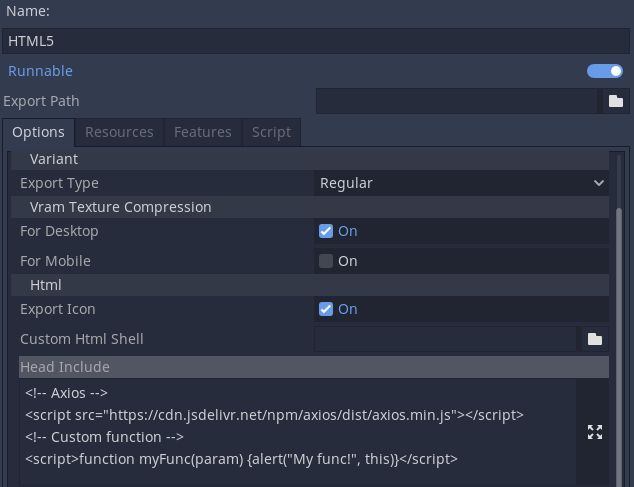 Name:
HTML5
Runnable
Export Path
Options Resources Features Script
Variant
Export Type Regular
Vram Texture Compression
For Desktop On
For Mobile On
Html
Export Icon On
Custom Html Shell
Head Include
<!-- Axios -->
<script src="https://cdn.jsdelivr.net/npm/axios/dist/axios.min.js"></script>
<!-- Custom function -->
<script>function myFunc(param) {alert("My func!", this)}</script>